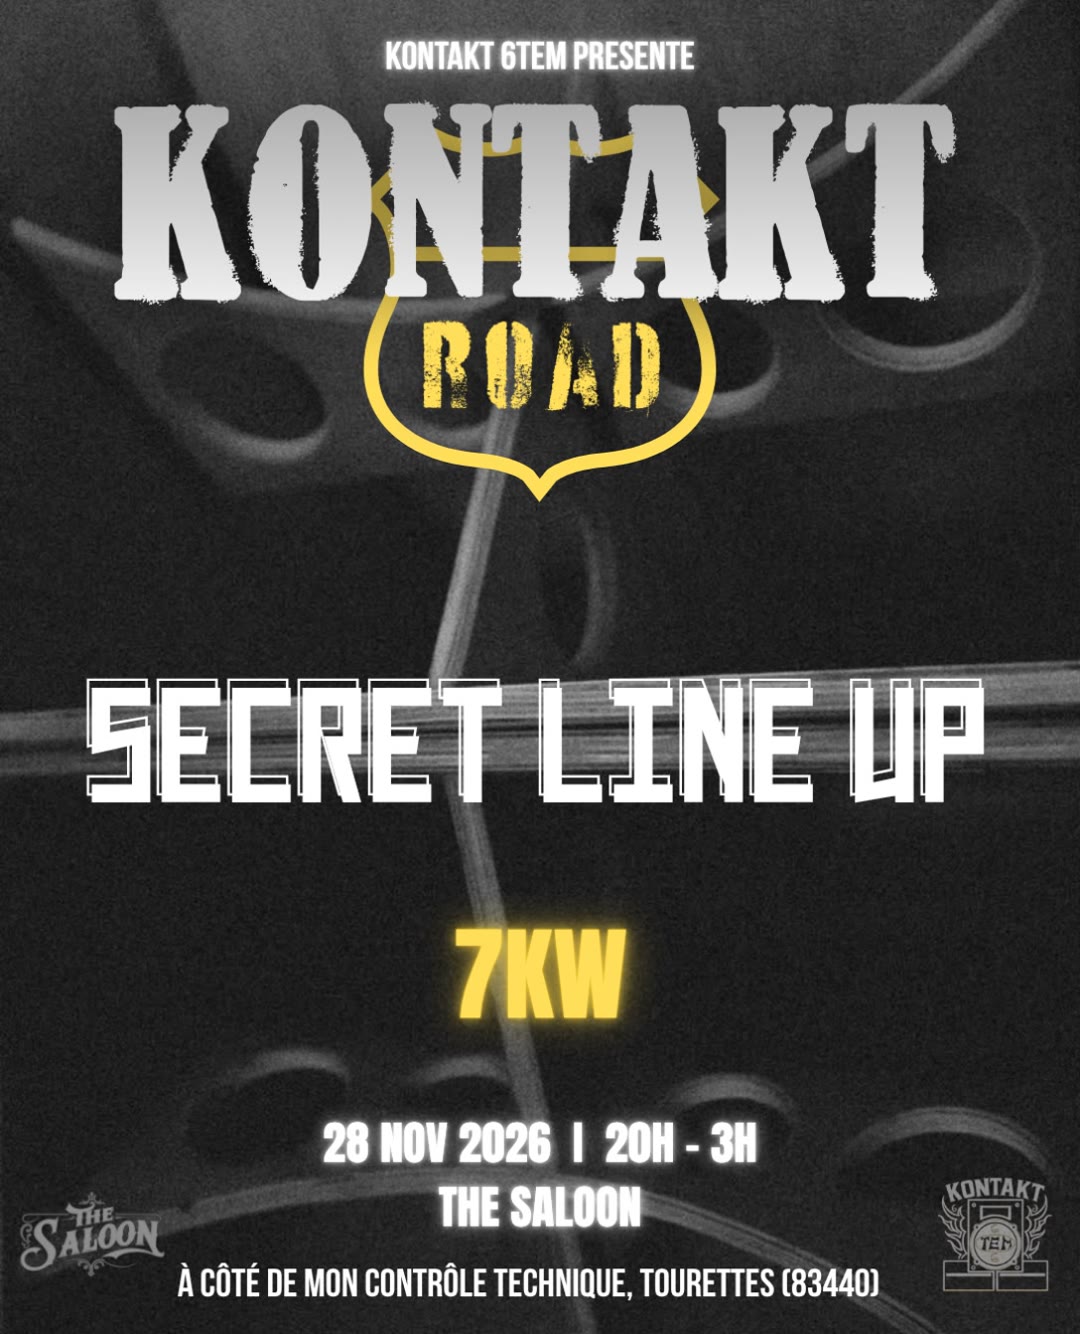 KONTAKT 6TEM PRESENTE
KONTAKT
ROAD
SECRET LINE UP
7KW
28 NOV 2026 | 20H - 3H
THE SALOON
THE
SALOON
KONTAKT
TEM
À CÔTÉ DE MON CONTRÔLE TECHNIQUE, TOURETTES (83440)